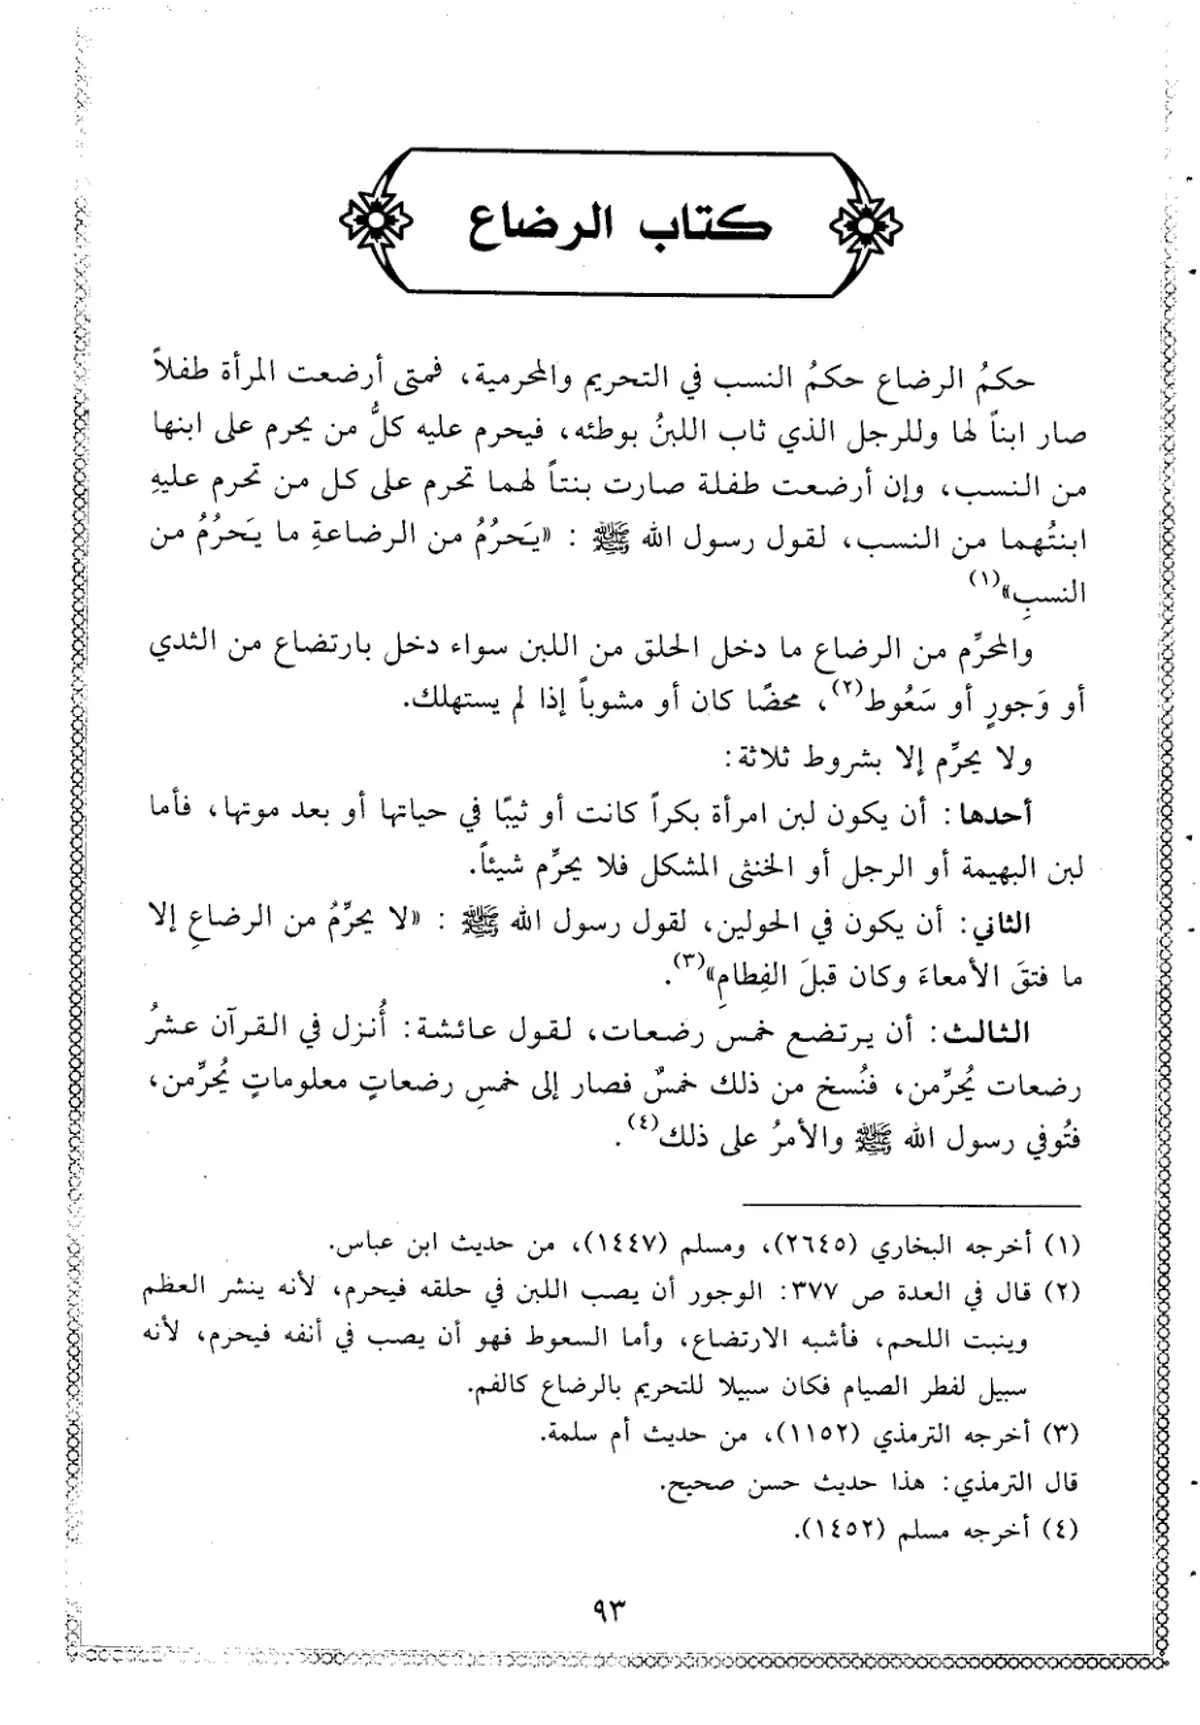 كتاب الرضاع
حكمُ الرضاع حكمُ النسب في التحريم والمحرمية، فمتى أرضعت المرأة طفلاً
صار ابناً لها وللرجل الذي ثاب اللبنُ بوطئه، فيحرم عليه كلُّ من يحرم على ابنها
من النسب، وإن أرضعت طفلة صارت بنتاً لهما تحرم على كل من تحرم عليهِ
ابنتُهما من النسب، لقول رسول الله ﷺ : «يَحرُمُ من الرضاعةِ ما يَحرُمُ من
النسبِ»(١)
والمحرِّم من الرضاع ما دخل الحلق من اللبن سواء دخل بارتضاع من الثدي
أو وَجورٍ أو سَعُوط(٢)، محضًا كان أو مشوباً إذا لم يستهلك.
ولا يحرِّم إلا بشروط ثلاثة:
أحدها: أن يكون لبن امرأة بكراً كانت أو ثيبًا في حياتها أو بعد موتها، فأما
لبن البهيمة أو الرجل أو الخنثى المشكل فلا يحرِّم شيئاً.
الثاني: أن يكون في الحولين، لقول رسول الله ﷺ : «لا يحرِّمُ من الرضاعِ إلا
ما فتقَ الأمعاءَ وكان قبلَ الفِطامِ»(٣).
الثالث: أن يرتضع خمس رضعات، لقول عائشة: أُنزل في القرآن عشرُ
رضعات يُحرِّمن، فنُسخ من ذلك خمسٌ فصار إلى خمسِ رضعاتٍ معلوماتٍ يُحرِّمن،
فتُوفي رسول الله ﷺ والأمرُ على ذلك(٤).
(١) أخرجه البخاري (٢٦٤٥)، ومسلم (١٤٤٧)، من حديث ابن عباس.
(٢) قال في العدة ص ٣٧٧: الوجور أن يصب اللبن في حلقه فيحرم، لأنه ينشر العظم
وينبت اللحم، فأشبه الارتضاع، وأما السعوط فهو أن يصب في أنفه فيحرم، لأنه
سبيل لفطر الصيام فكان سبيلا للتحريم بالرضاع كالفم.
(٣) أخرجه الترمذي (١١٥٢)، من حديث أم سلمة.
قال الترمذي: هذا حديث حسن صحيح.
(٤) أخرجه مسلم (١٤٥٢).
٩٣